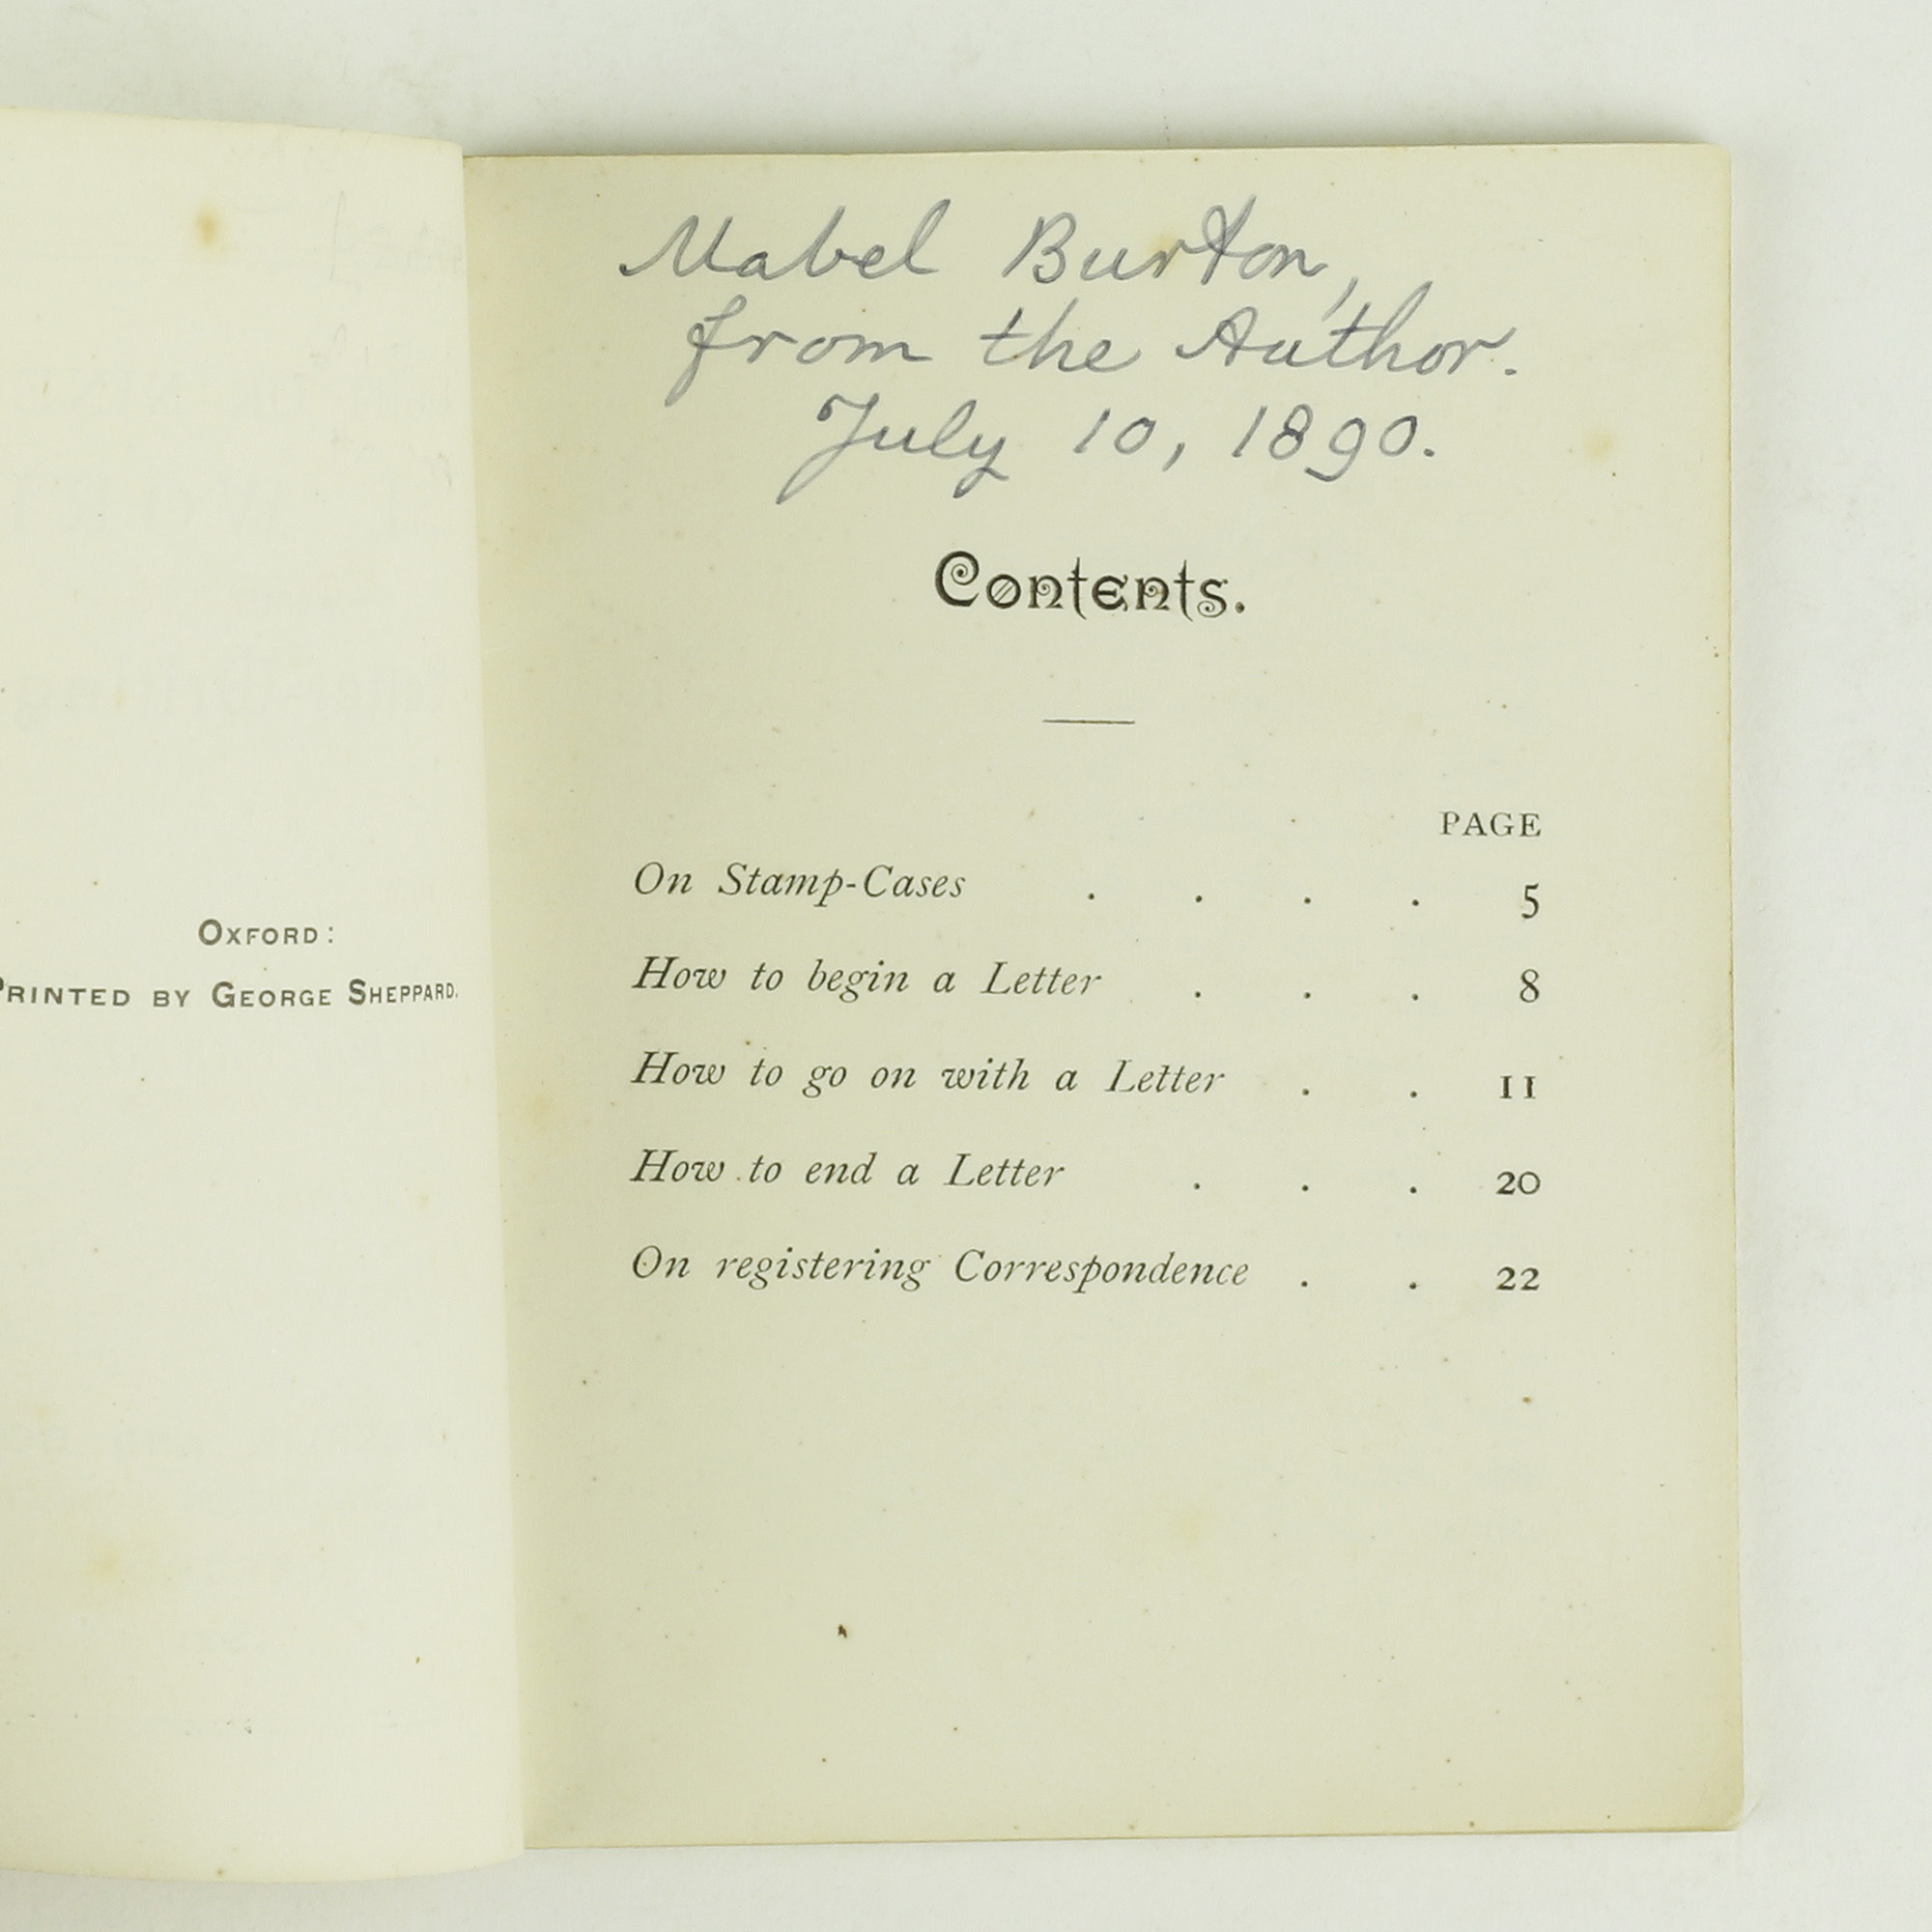 Oxford:
Printed by George Sheppard.
Mabel Burton,
from the Author.
July 10, 1890.
Contents.
PAGE
On Stamp-Cases . . . . 5
How to begin a Letter . . . 8
How to go on with a Letter . . 11
How to end a Letter . . . 20
On registering Correspondence . . 22